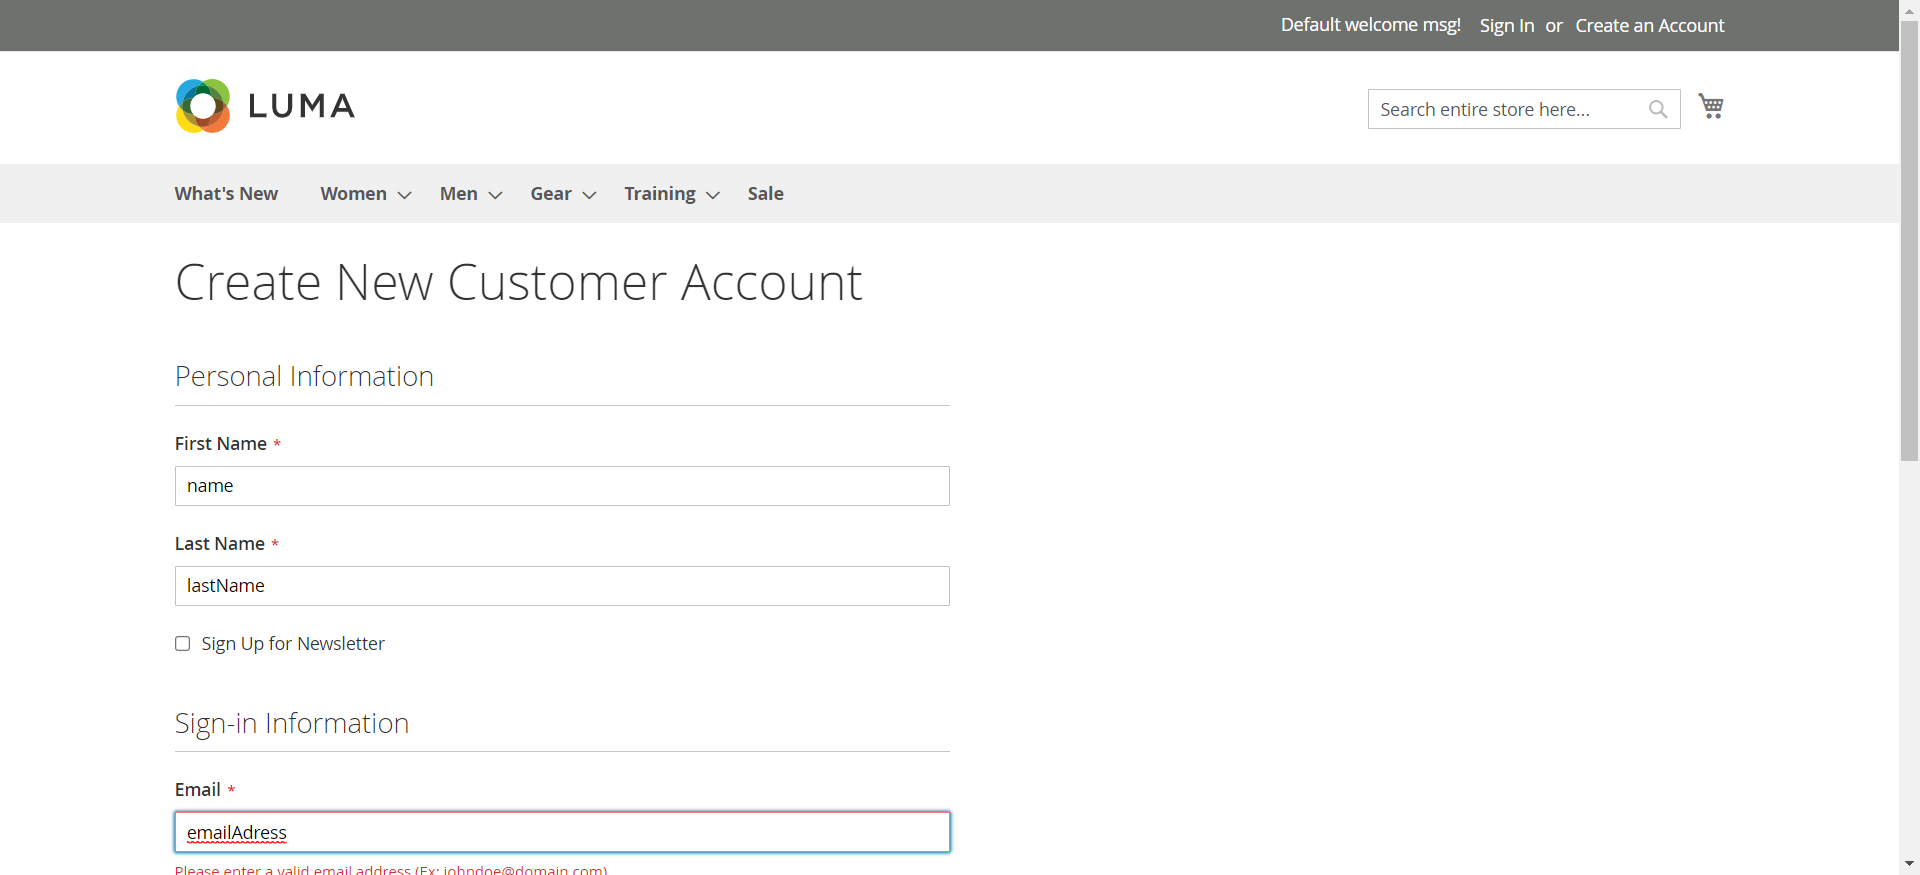 Default welcome msg! Sign In or Create an Account
LUMA
Search entire store here...
What's New Women Men Gear Training Sale
Create New Customer Account
Personal Information
First Name *
name
Last Name *
lastName
Sign Up for Newsletter
Sign-in Information
Email *
emailAdress
Please enter a valid email address (Ex: johndoe@domain.com)